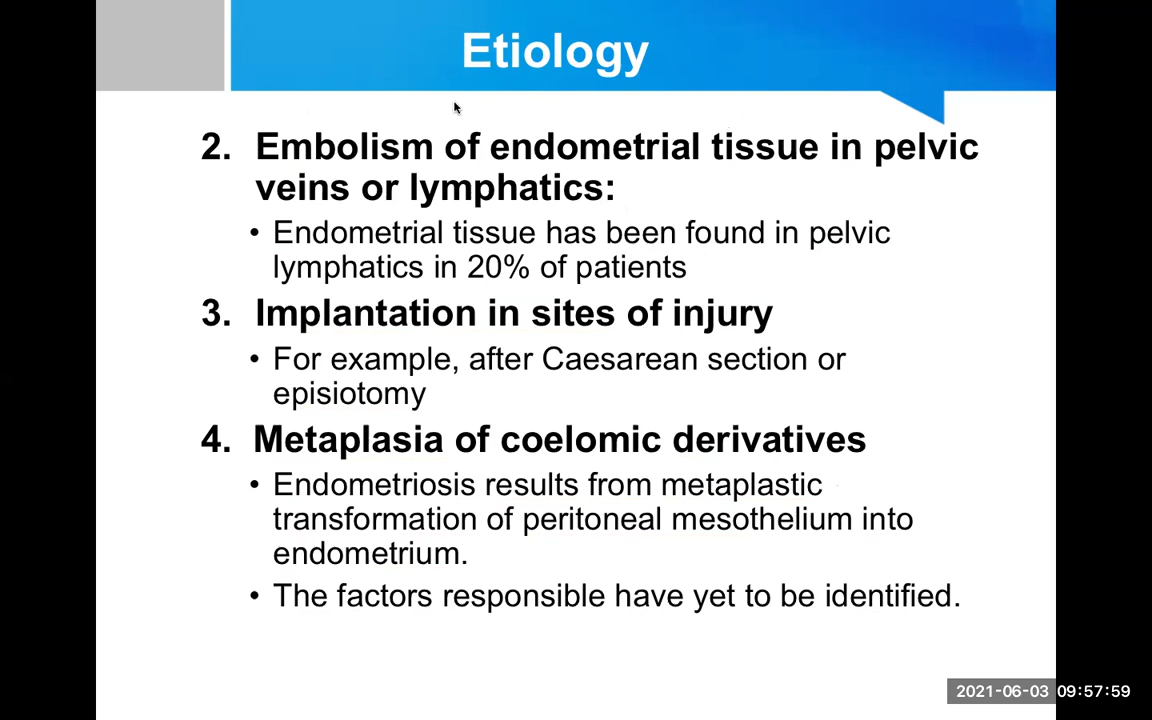 Etiology
2. Embolism of endometrial tissue in pelvic
veins or lymphatics:
• Endometrial tissue has been found in pelvic
lymphatics in 20% of patients
3. Implantation in sites of injury
• For example, after Caesarean section or
episiotomy
4. Metaplasia of coelomic derivatives
• Endometriosis results from metaplastic
transformation of peritoneal mesothelium into
endometrium.
• The factors responsible have yet to be identified.
2021-06-03 09:57:59